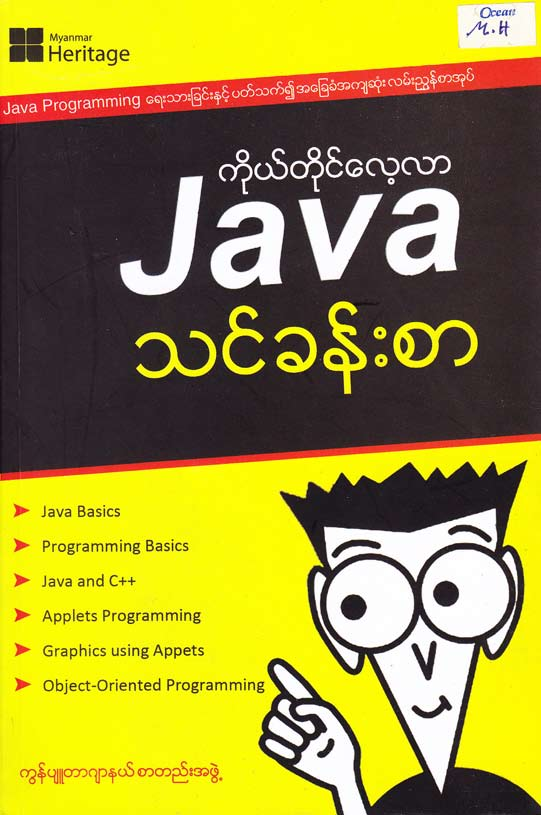 Myanmar
Heritage
Ocean
M.H
Java Programming ရေးသားခြင်းနှင့် ပတ်သက်၍ အခြေခံအကျဆုံး လမ်းညွှန်စာအုပ်
ကိုယ်တိုင်လေ့လာ
Java
သင်ခန်းစာ
Java Basics
Programming Basics
Java and C++
Applets Programming
Graphics using Appets
Object-Oriented Programming
ကွန်ပျူတာဂျာနယ် စာတည်းအဖွဲ့